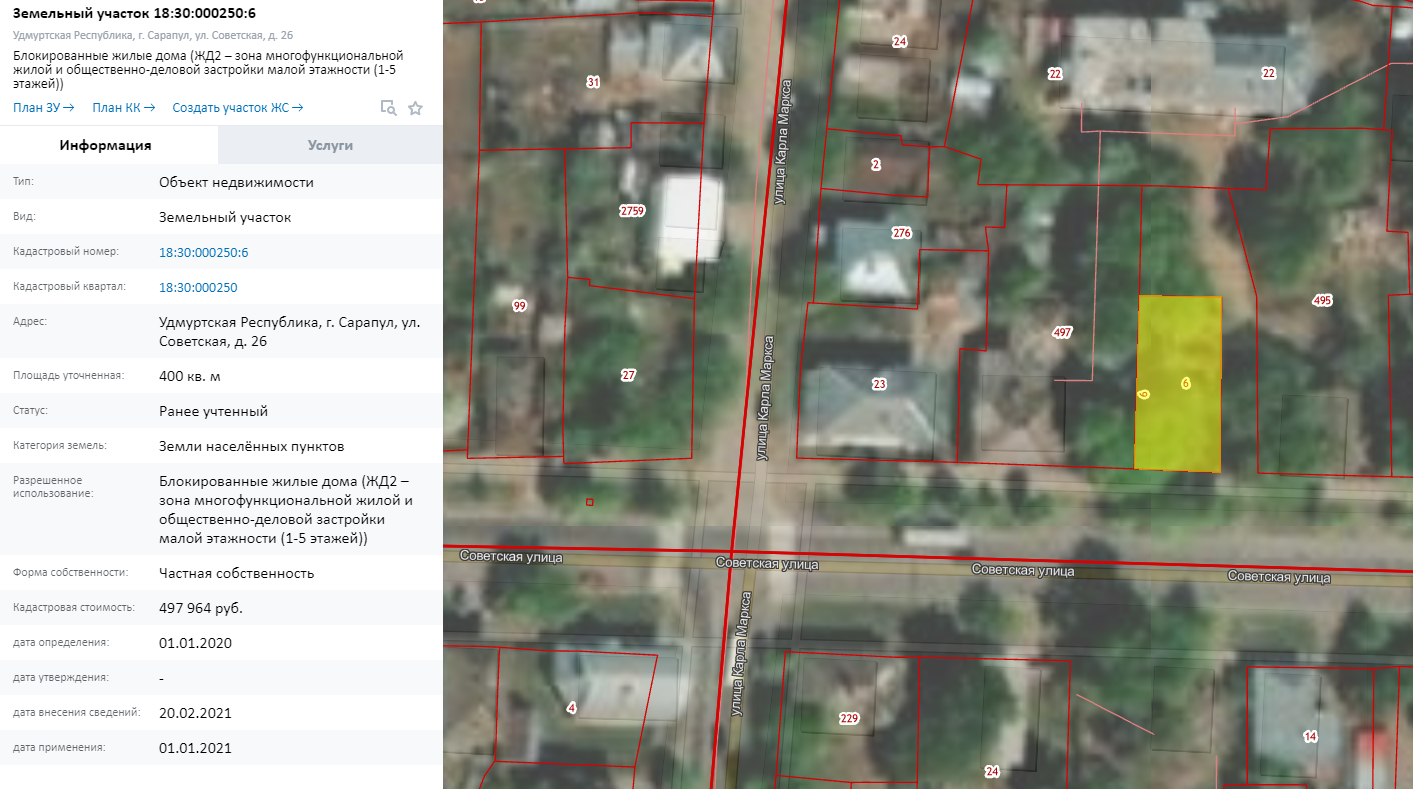 Земельный участок 18:30:000250:6
Удмуртская Республика, г. Сарапул, ул. Советская, д. 26
Блокированные жилые дома (ЖД2 – зона многофункциональной
жилой и общественно-деловой застройки малой этажности (1-5
этажей))
План ЗУ → План КК → Создать участок ЖС →
Информация Услуги
Тип: Объект недвижимости
Вид: Земельный участок
Кадастровый номер: 18:30:000250:6
Кадастровый квартал: 18:30:000250
Адрес: Удмуртская Республика, г. Сарапул, ул.
Советская, д. 26
Площадь уточненная: 400 кв. м
Статус: Ранее учтенный
Категория земель: Земли населённых пунктов
Разрешенное
использование:
Блокированные жилые дома (ЖД2 –
зона многофункциональной жилой и
общественно-деловой застройки
малой этажности (1-5 этажей))
Форма собственности: Частная собственность
Кадастровая стоимость: 497 964 руб.
дата определения: 01.01.2020
дата утверждения: -
дата внесения сведений: 20.02.2021
дата применения: 01.01.2021
24
22
22
31
улица Карла Маркса
2
2759
276
99
495
497
улица Карла Маркса
27
23
6
6
Советская улица
Советская улица
Советская улица
Советская улица
улица Карла Маркса
4
229
14
24